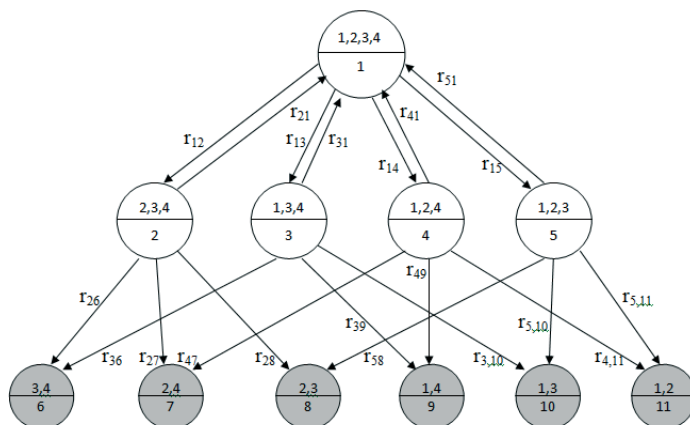 1,2,3,4
1
r51
r21
r41
r12
r13
r31
r14
r15
2,3,4
1,3,4
1,2,4
1,2,3
2
3
4
5
r26
r49
r5,11
r39
r5,10
r36
r27
r47
r28
r58
r3,10
r4,11
3,4
2,4
2,3
1,4
1,3
1,2
6
7
8
9
10
11